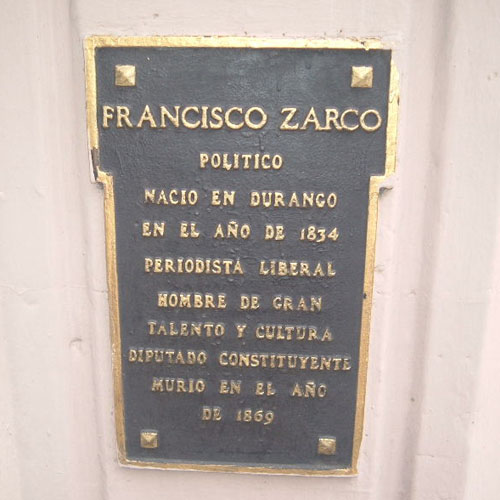 FRANCISCO ZARCO
POLITICO
NACIO EN DURANGO
EN EL AÑO DE 1834
PERIODISTA LIBERAL
HOMBRE DE GRAN
TALENTO Y CULTURA
DIPUTADO CONSTITUYENTE
MURIO EN EL AÑO
DE 1869